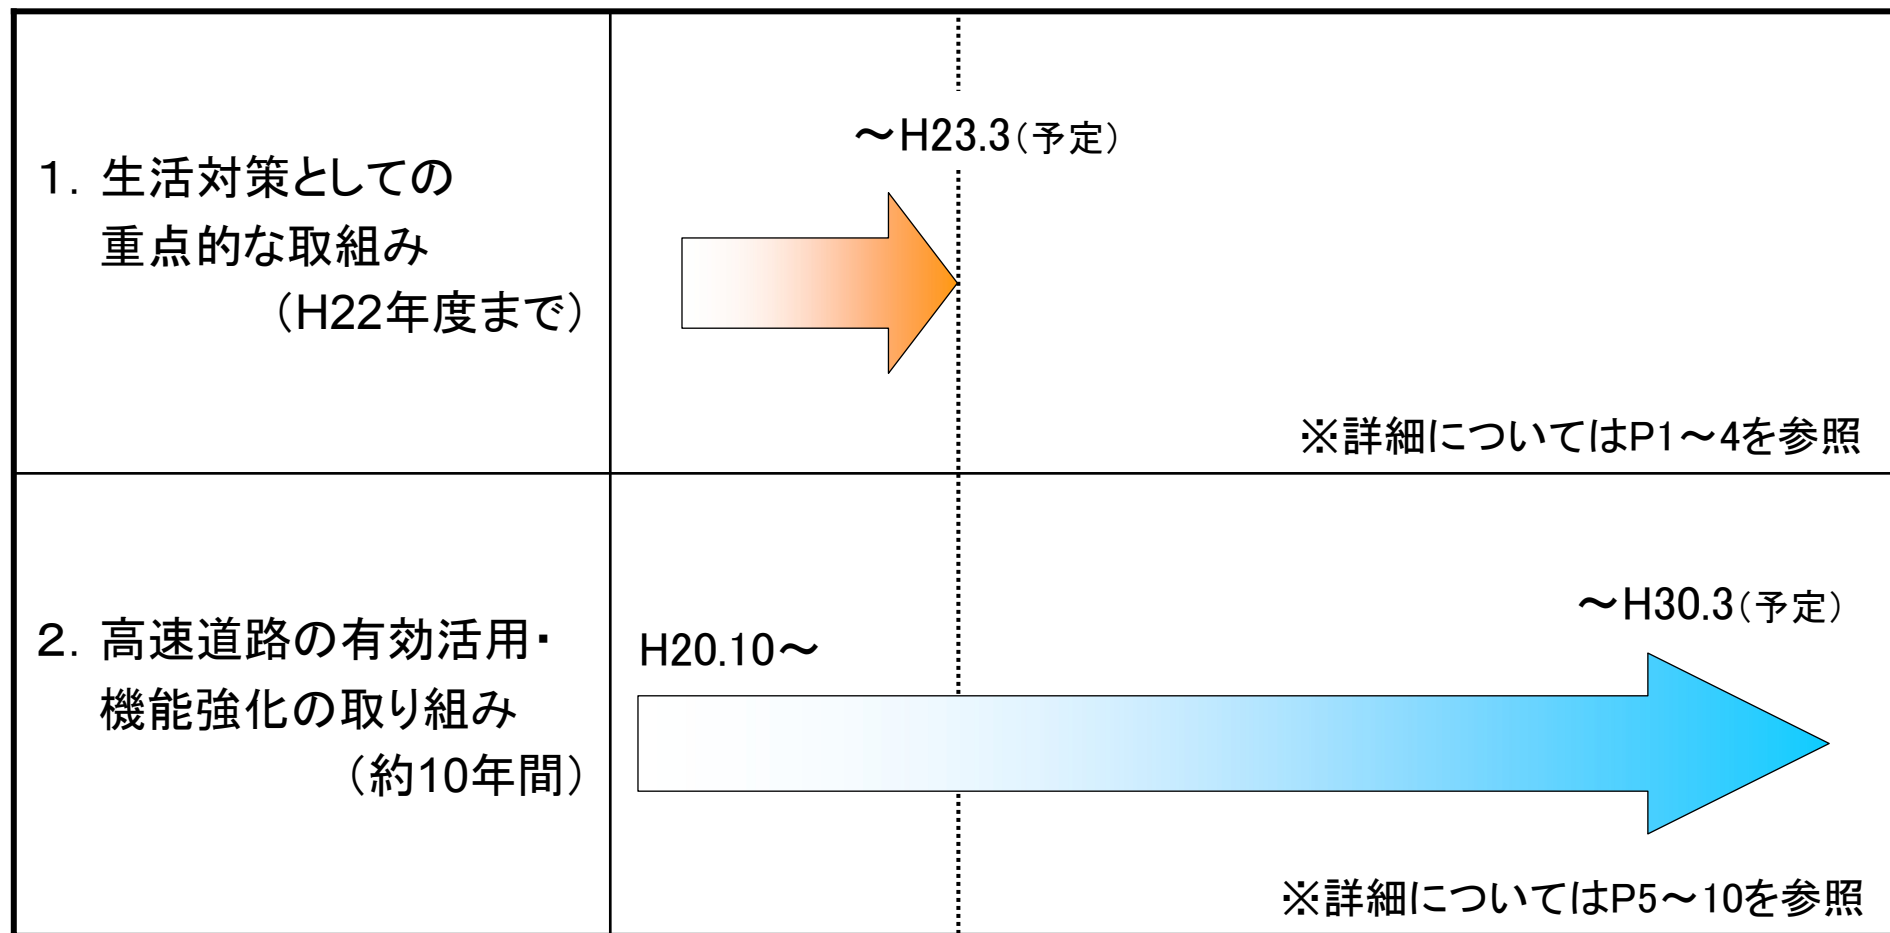 1. 生活対策としての
重点的な取組み
（H22年度まで）
～H23.3（予定）
※詳細についてはP1～4を参照
2. 高速道路の有効活用・
機能強化の取り組み
（約10年間）
H20.10～
～H30.3（予定）
※詳細についてはP5～10を参照